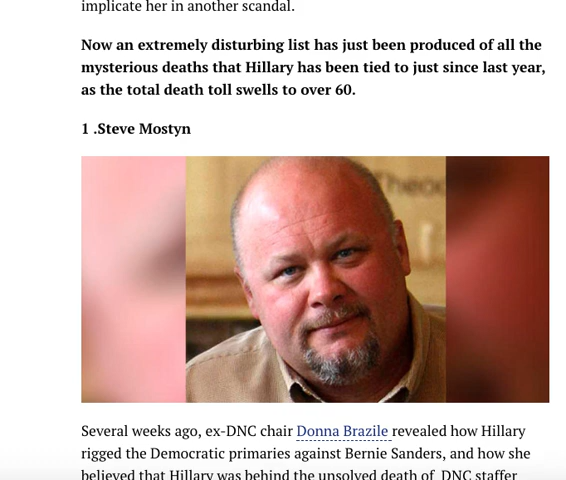 implicate her in another scandal.
Now an extremely disturbing list has just been produced of all the
mysterious deaths that Hillary has been tied to just since last year,
as the total death toll swells to over 60.
1 .Steve Mostyn
Theod
Several weeks ago, ex-DNC chair Donna Brazile revealed how Hillary
rigged the Democratic primaries against Bernie Sanders, and how she
believed that Hillary was behind the unsolved death of DNC staffer